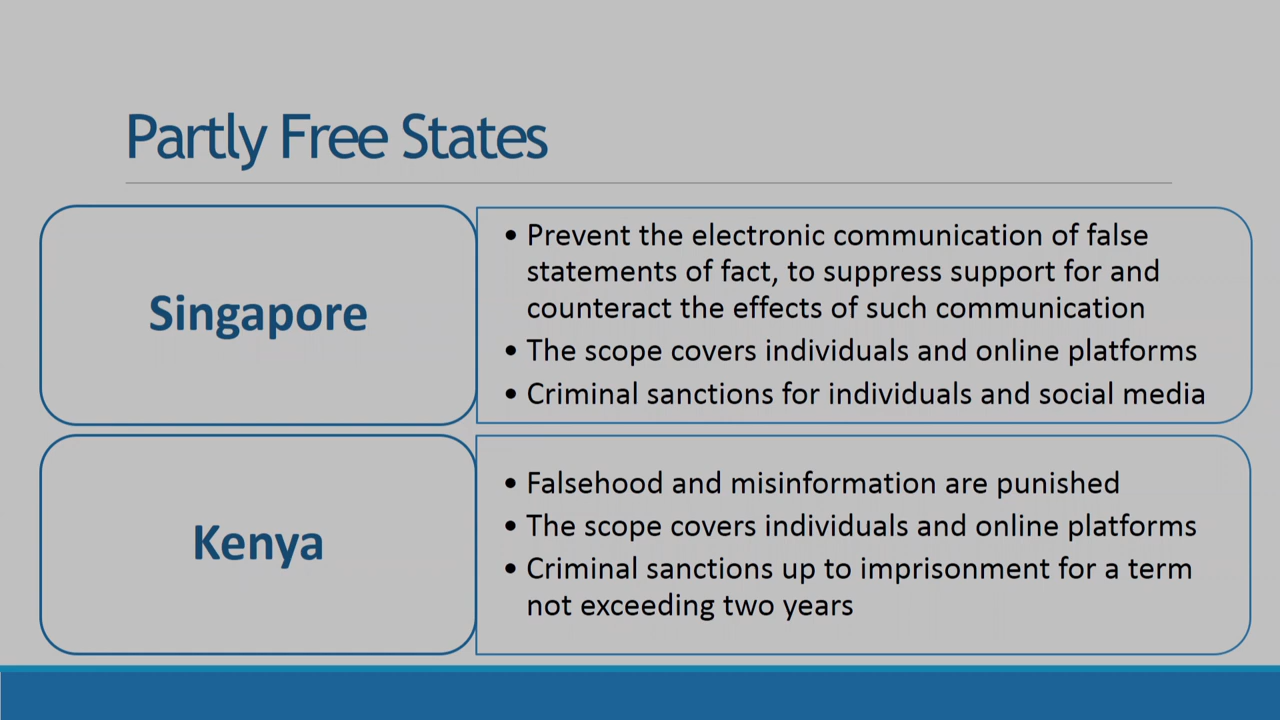 Partly Free States
Singapore
• Prevent the electronic communication of false
statements of fact, to suppress support for and
counteract the effects of such communication
• The scope covers individuals and online platforms
• Criminal sanctions for individuals and social media
Kenya
• Falsehood and misinformation are punished
• The scope covers individuals and online platforms
• Criminal sanctions up to imprisonment for a term
not exceeding two years